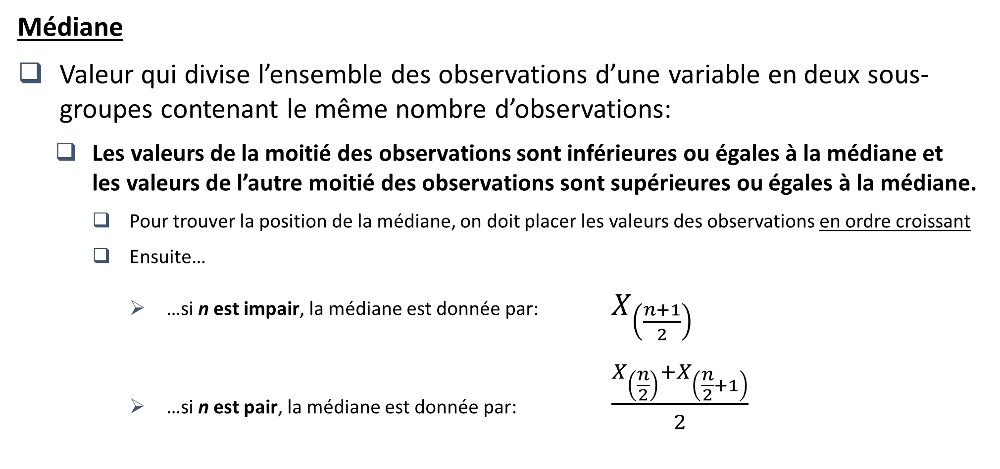 Médiane
❑ Valeur qui divise l’ensemble des observations d’une variable en deux sous-
groupes contenant le même nombre d’observations:
❑ Les valeurs de la moitié des observations sont inférieures ou égales à la médiane et
les valeurs de l’autre moitié des observations sont supérieures ou égales à la médiane.
❑ Pour trouver la position de la médiane, on doit placer les valeurs des observations en ordre croissant
❑ Ensuite…
➢ …si n est impair, la médiane est donnée par: $X_{\left(\frac{n+1}{2}\right)}$
➢ …si n est pair, la médiane est donnée par: $\frac{X_{\left(\frac{n}{2}\right)}+X_{\left(\frac{n}{2}+1\right)}}{2}$